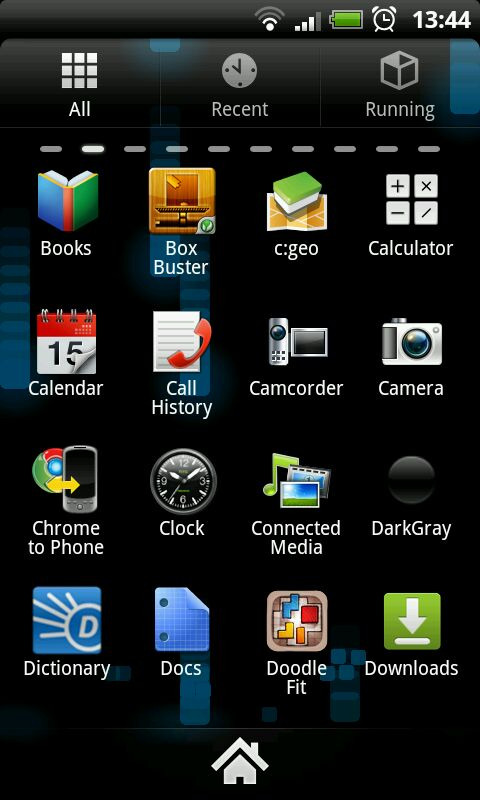 13:44
All
Recent
Running
Books
Box
Buster
c:geo
Calculator
15
Calendar
Call
History
Camcorder
Camera
Chrome
to Phone
Clock
Connected
Media
DarkGray
D
Dictionary
Docs
Doodle
Fit
Downloads